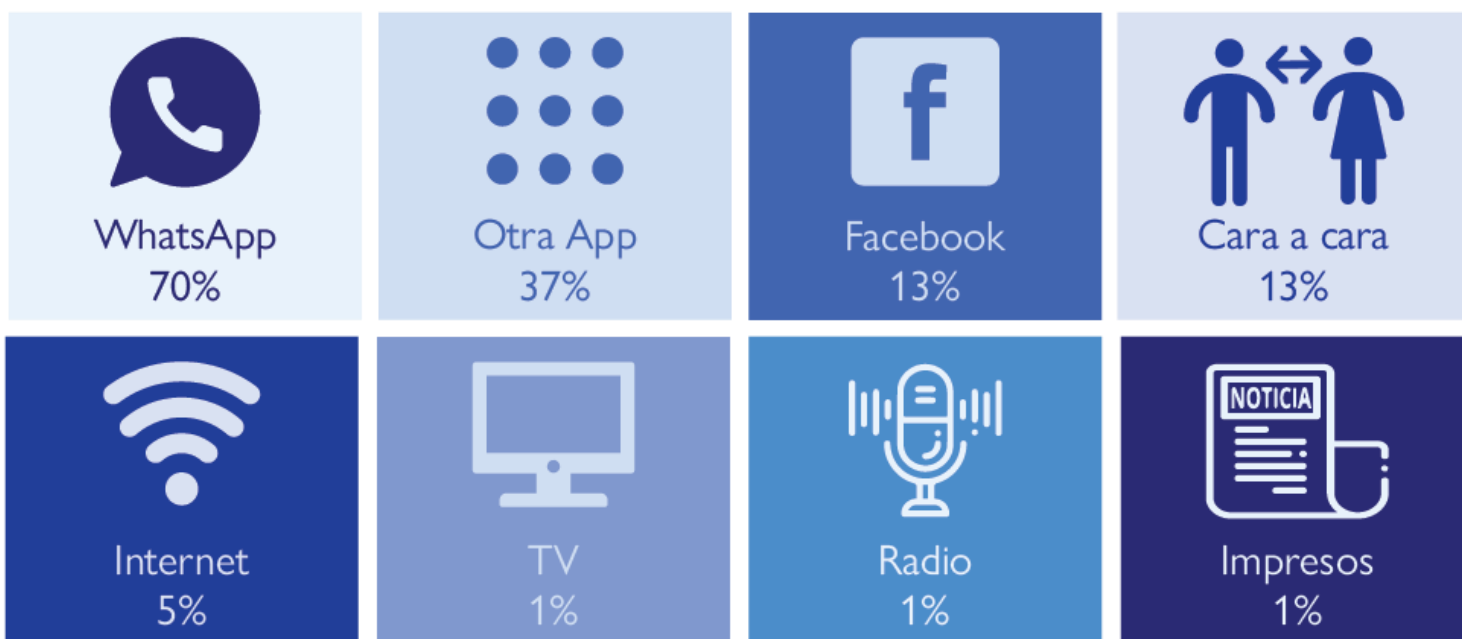 WhatsApp
70%
Otra App
37%
f
Facebook
13%
Cara a cara
13%
Internet
5%
TV
1%
Radio
1%
NOTICIA
Impresos
1%